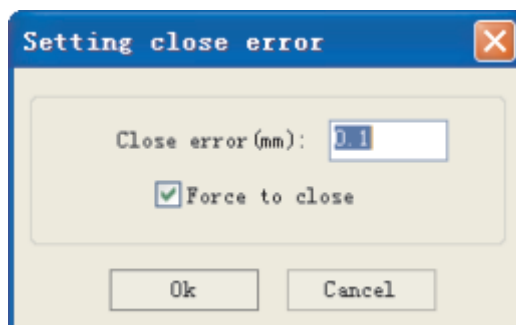 Setting close error
Close error(mm): 0.1
Force to close
Ok Cancel